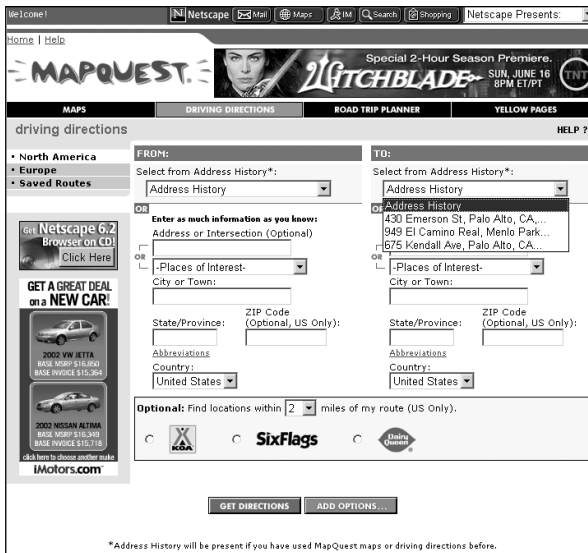 Welcome!
N Netscape Mail Maps IM Search Shopping Netscape Presents:
Home | Help
MAPQUEST.
Special 2-Hour Season Premiere.
WITCHBLADE
SUN, JUNE 16
8PM ET/PT
TNT
MAPS DRIVING DIRECTIONS ROAD TRIP PLANNER YELLOW PAGES
driving directions
HELP ?
• North America
• Europe
• Saved Routes
Get Netscape 6.2
Browser on CD!
Click Here
GET A GREAT DEAL
on a NEW CAR!
2002 VW JETTA
BASE MSRP $16,850
BASE INVOICE $15,364
2002 NISSAN ALTIMA
BASE MSRP $16,349
BASE INVOICE $15,718
click here to choose another make
iMotors.com
FROM:
Select from Address History*:
Address History
OR
Enter as much information as you know:
Address or Intersection (Optional)
OR
-Places of Interest-
City or Town:
State/Province:
ZIP Code
(Optional, US Only):
Abbreviations
Country:
United States
TO:
Select from Address History*:
Address History
Address History
430 Emerson St, Palo Alto, CA,...
949 El Camino Real, Menlo Park...
675 Kendall Ave, Palo Alto, CA...
OR
-Places of Interest-
City or Town:
State/Province:
ZIP Code
(Optional, US Only):
Abbreviations
Country:
United States
Optional: Find locations within 2 miles of my route (US Only).
KOA
SixFlags
Dairy
Queen
GET DIRECTIONS ADD OPTIONS...
*Address History will be present if you have used MapQuest maps or driving directions before.